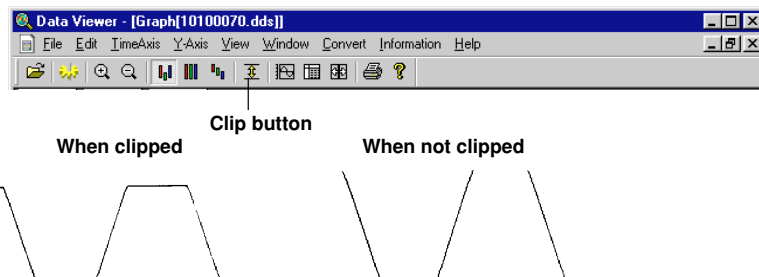 Data Viewer - [Graph[10100070.dds]]
File Edit TimeAxis Y-Axis View Window Convert Information Help
Clip button
When clipped When not clipped